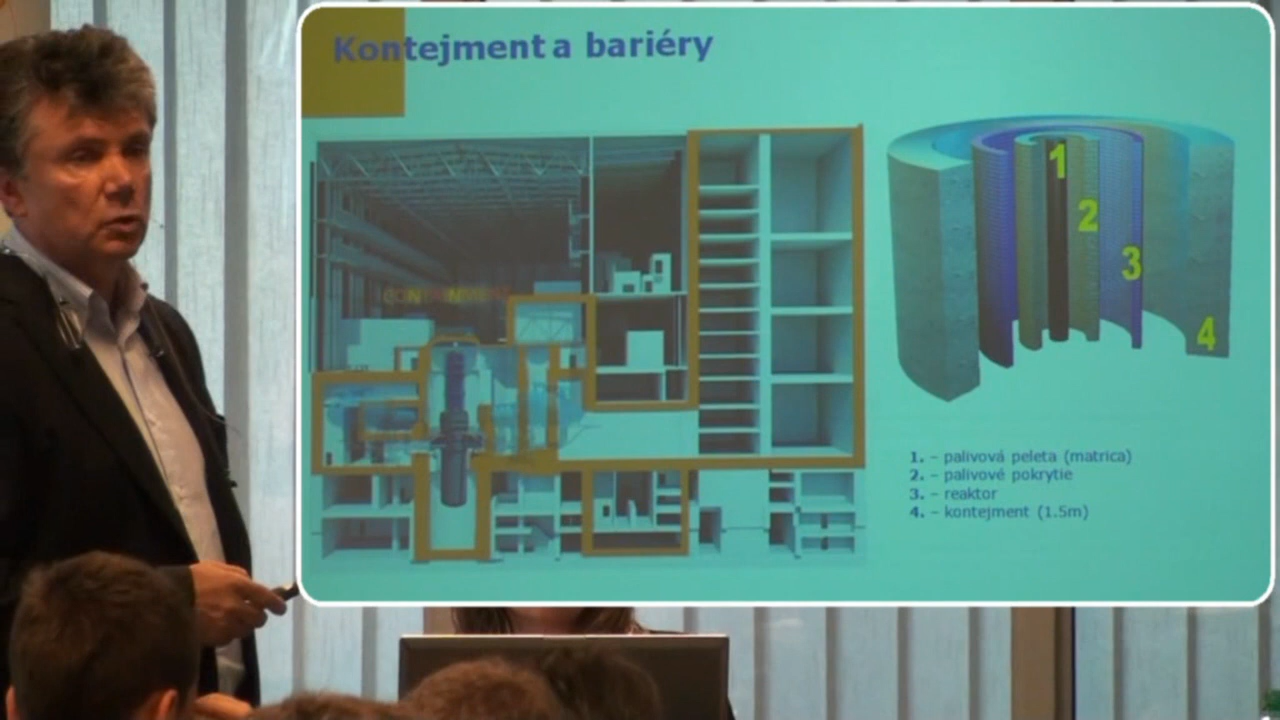 Kontejment a bariéry
CONTAINMENT
1
2
3
4
1. – palivová peleta (matrica)
2. – palivové pokrytie
3. – reaktor
4. – kontejment (1.5m)